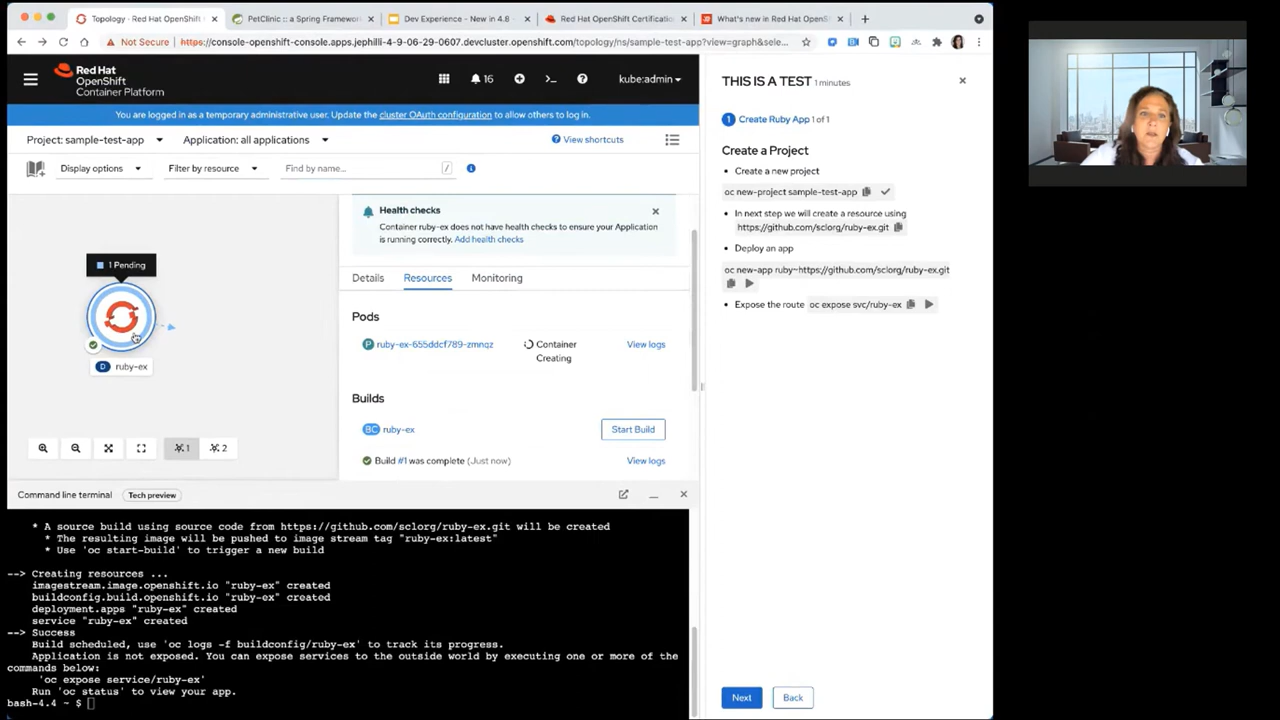 Topology · Red Hat OpenShift
PetClinic :: a Spring Framework
Dev Experience - New in 4.8
Red Hat OpenShift Certification
What's new in Red Hat OpenShift
Not Secure
https://console-openshift-console.apps.jephilli-4-9-06-29-0607.devcluster.openshift.com/topology/ns/sample-test-app?view=graph&sele...
Red Hat
OpenShift
Container Platform
16
kube:admin
You are logged in as a temporary administrative user. Update the cluster OAuth configuration to allow others to log in.
Project: sample-test-app
Application: all applications
View shortcuts
Display options
Filter by resource
Find by name...
/
Health checks
Container ruby-ex does not have health checks to ensure your Application
is running correctly. Add health checks
1 Pending
D ruby-ex
Details
Resources
Monitoring
Pods
P ruby-ex-655ddcf789-zmnqz
Container
Creating
View logs
Builds
BC ruby-ex
Start Build
Build #1 was complete (Just now)
View logs
1
2
Command line terminal
Tech preview
* A source build using source code from https://github.com/sclorg/ruby-ex.git will be created
* The resulting image will be pushed to image stream tag "ruby-ex:latest"
* Use 'oc start-build' to trigger a new build
--> Creating resources ...
imagestream.image.openshift.io "ruby-ex" created
buildconfig.build.openshift.io "ruby-ex" created
deployment.apps "ruby-ex" created
service "ruby-ex" created
--> Success
Build scheduled, use 'oc logs -f buildconfig/ruby-ex' to track its progress.
Application is not exposed. You can expose services to the outside world by executing one or more of the
commands below:
'oc expose service/ruby-ex'
Run 'oc status' to view your app.
bash-4.4 ~ $
THIS IS A TEST 1 minutes
1 Create Ruby App 1 of 1
Create a Project
• Create a new project
oc new-project sample-test-app
• In next step we will create a resource using
https://github.com/sclorg/ruby-ex.git
• Deploy an app
oc new-app ruby~https://github.com/sclorg/ruby-ex.git
• Expose the route oc expose svc/ruby-ex
Next
Back